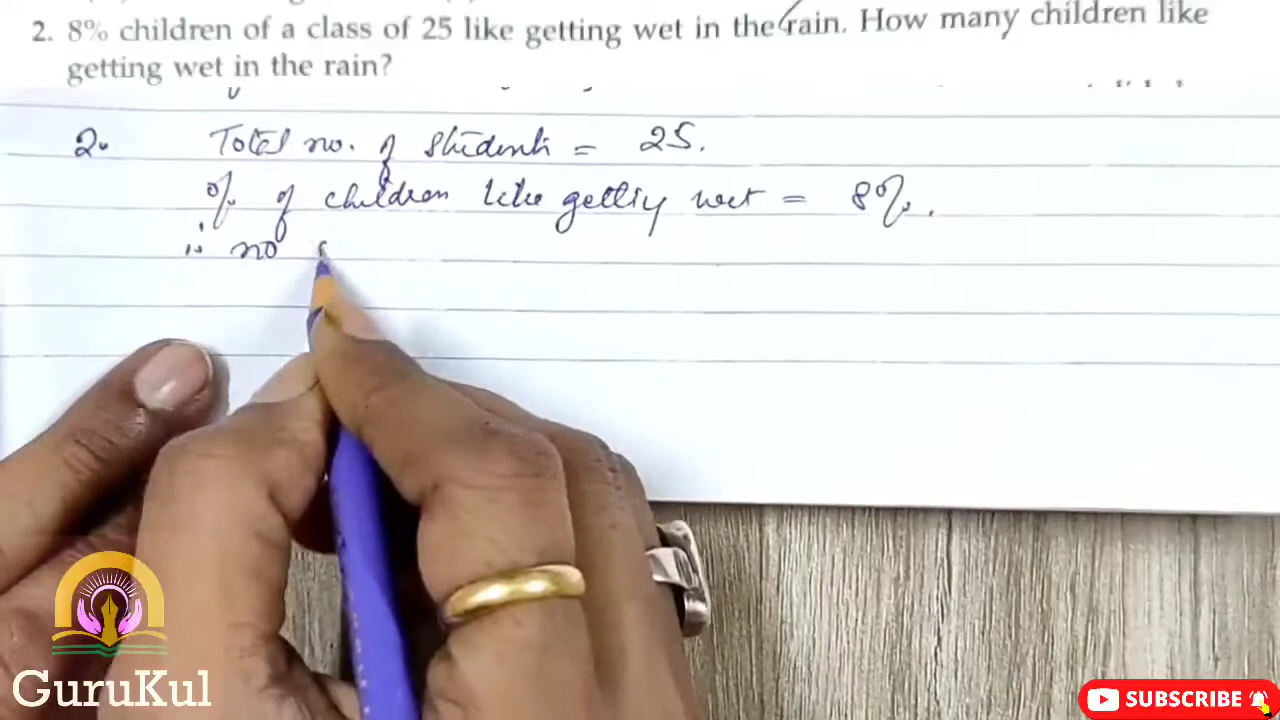 2. 8% children of a class of 25 like getting wet in the rain. How many children like
getting wet in the rain?
2. Total no. of students = 25.
% of children like getting wet = 8%.
∴ no
GuruKul
SUBSCRIBE